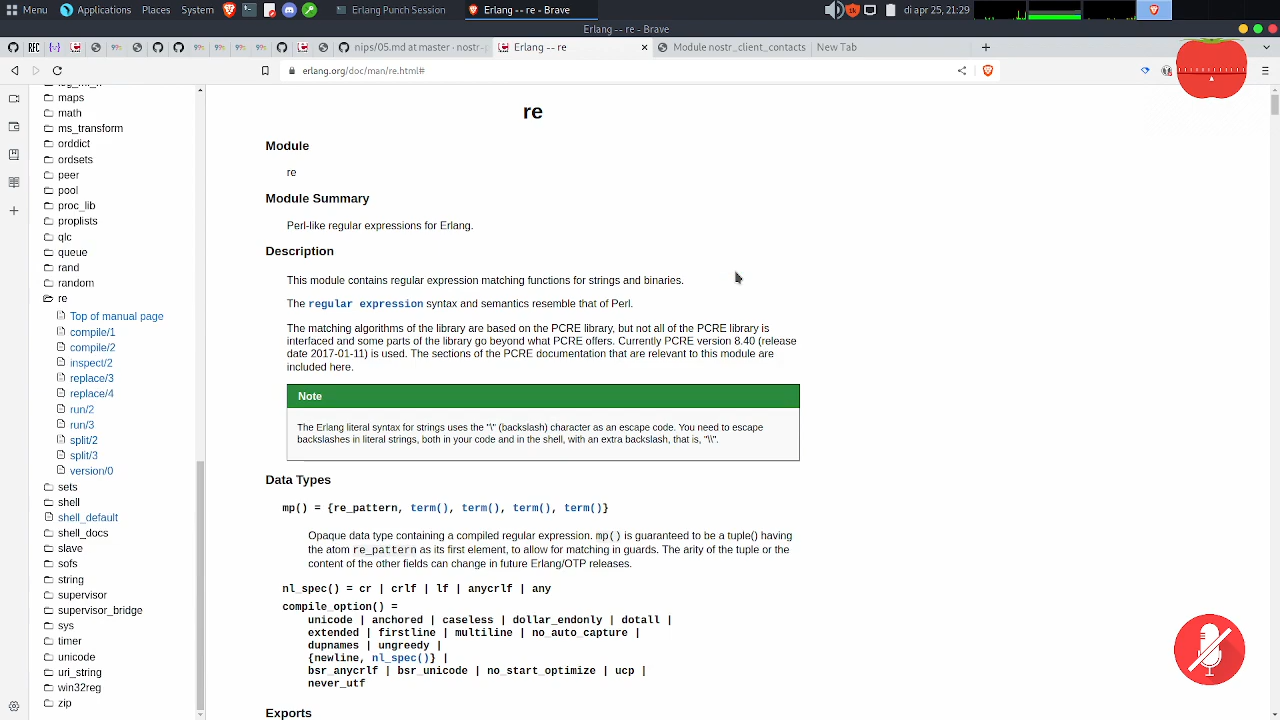 Menu Applications Places System Erlang Punch Session Erlang -- re - Brave di apr 25, 21:29
Erlang -- re - Brave
nips/05.md at master · nostr- Erlang -- re Module nostr_client_contacts New Tab
erlang.org/doc/man/re.html#
maps
math
ms_transform
orddict
ordsets
peer
pool
proc_lib
proplists
qlc
queue
rand
random
re
Top of manual page
compile/1
compile/2
inspect/2
replace/3
replace/4
run/2
run/3
split/2
split/3
version/0
sets
shell
shell_default
shell_docs
slave
sofs
string
supervisor
supervisor_bridge
sys
timer
unicode
uri_string
win32reg
zip
re
Module
re
Module Summary
Perl-like regular expressions for Erlang.
Description
This module contains regular expression matching functions for strings and binaries.
The regular expression syntax and semantics resemble that of Perl.
The matching algorithms of the library are based on the PCRE library, but not all of the PCRE library is
interfaced and some parts of the library go beyond what PCRE offers. Currently PCRE version 8.40 (release
date 2017-01-11) is used. The sections of the PCRE documentation that are relevant to this module are
included here.
Note
The Erlang literal syntax for strings uses the "\" (backslash) character as an escape code. You need to escape
backslashes in literal strings, both in your code and in the shell, with an extra backslash, that is, "\\".
Data Types
mp() = {re_pattern, term(), term(), term(), term()}
Opaque data type containing a compiled regular expression. mp() is guaranteed to be a tuple() having
the atom re_pattern as its first element, to allow for matching in guards. The arity of the tuple or the
content of the other fields can change in future Erlang/OTP releases.
nl_spec() = cr | crlf | lf | anycrlf | any
compile_option() =
unicode | anchored | caseless | dollar_endonly | dotall |
extended | firstline | multiline | no_auto_capture |
dupnames | ungreedy |
{newline, nl_spec()} |
bsr_anycrlf | bsr_unicode | no_start_optimize | ucp |
never_utf
Exports